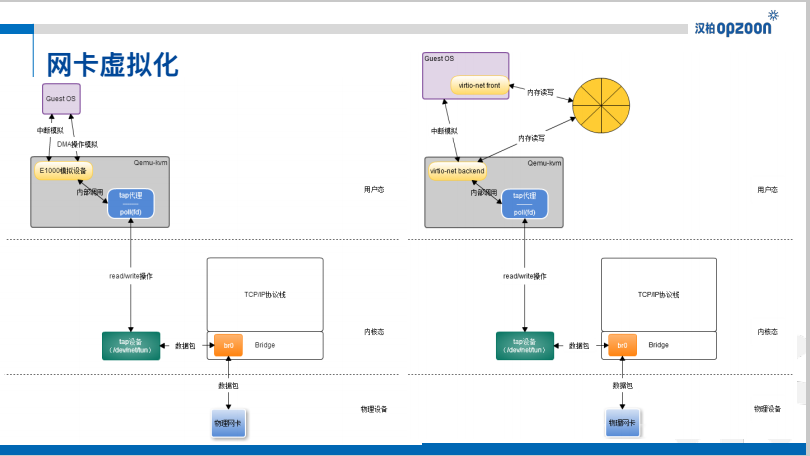 汉柏opzoon
网卡虚拟化
Guest OS
中断模拟
DMA操作模拟
Qemu-kvm
E1000模拟设备
内部调用
tap代理
poll(fd)
用户态
read/write操作
TCP/IP协议栈
tap设备
(/dev/net/tun)
数据包
br0
Bridge
内核态
数据包
物理网卡
物理设备
Guest OS
virtio-net front
内存读写
中断模拟
内存读写
Qemu-kvm
virtio-net backend
内部调用
tap代理
poll(fd)
用户态
read/write操作
TCP/IP协议栈
tap设备
(/dev/net/tun)
数据包
br0
Bridge
内核态
数据包
物理网卡
物理设备